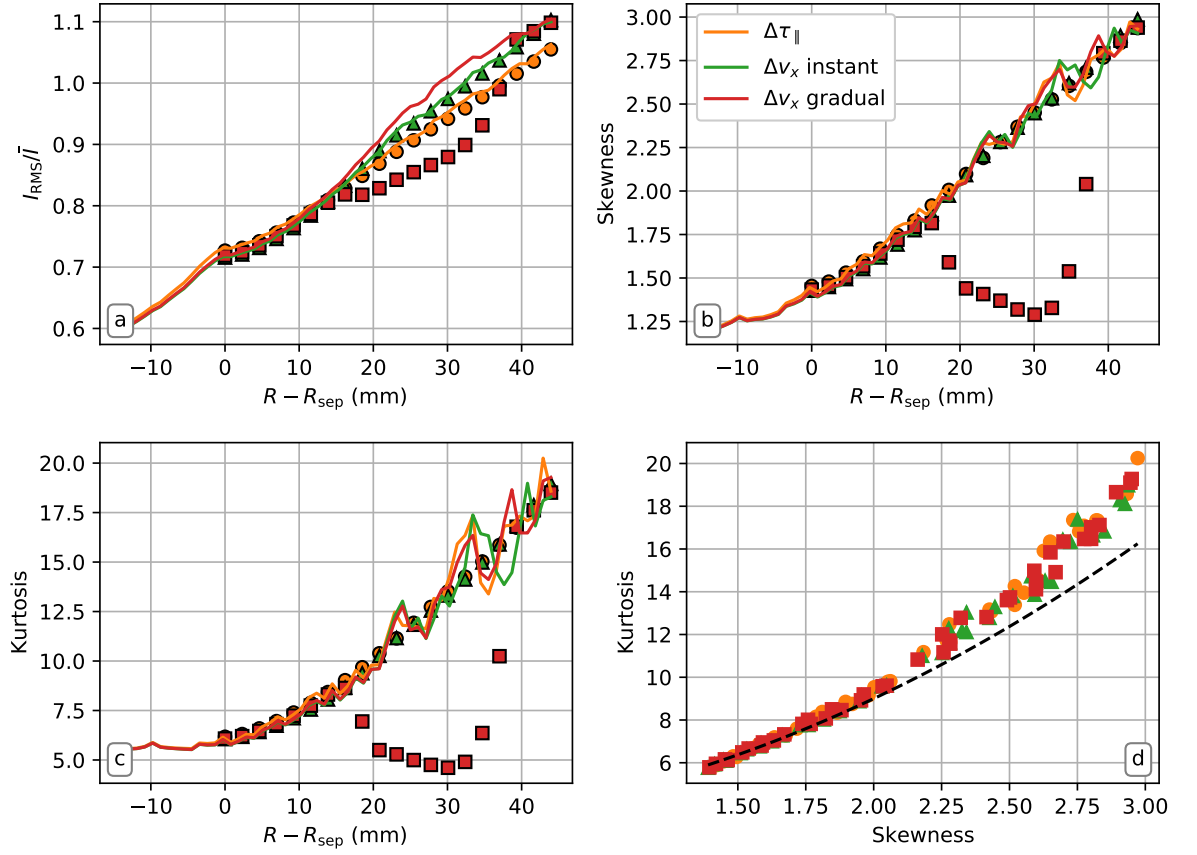 1.1
1.0
0.9
0.8
0.7
0.6
I_RMS/Ī
a
−10 0 10 20 30 40
R − R_sep (mm)
3.00
2.75
2.50
2.25
2.00
1.75
1.50
1.25
Skewness
Δτ_∥
Δv_x instant
Δv_x gradual
b
−10 0 10 20 30 40
R − R_sep (mm)
20.0
17.5
15.0
12.5
10.0
7.5
5.0
Kurtosis
c
−10 0 10 20 30 40
R − R_sep (mm)
20
18
16
14
12
10
8
6
Kurtosis
d
1.50 1.75 2.00 2.25 2.50 2.75 3.00
Skewness